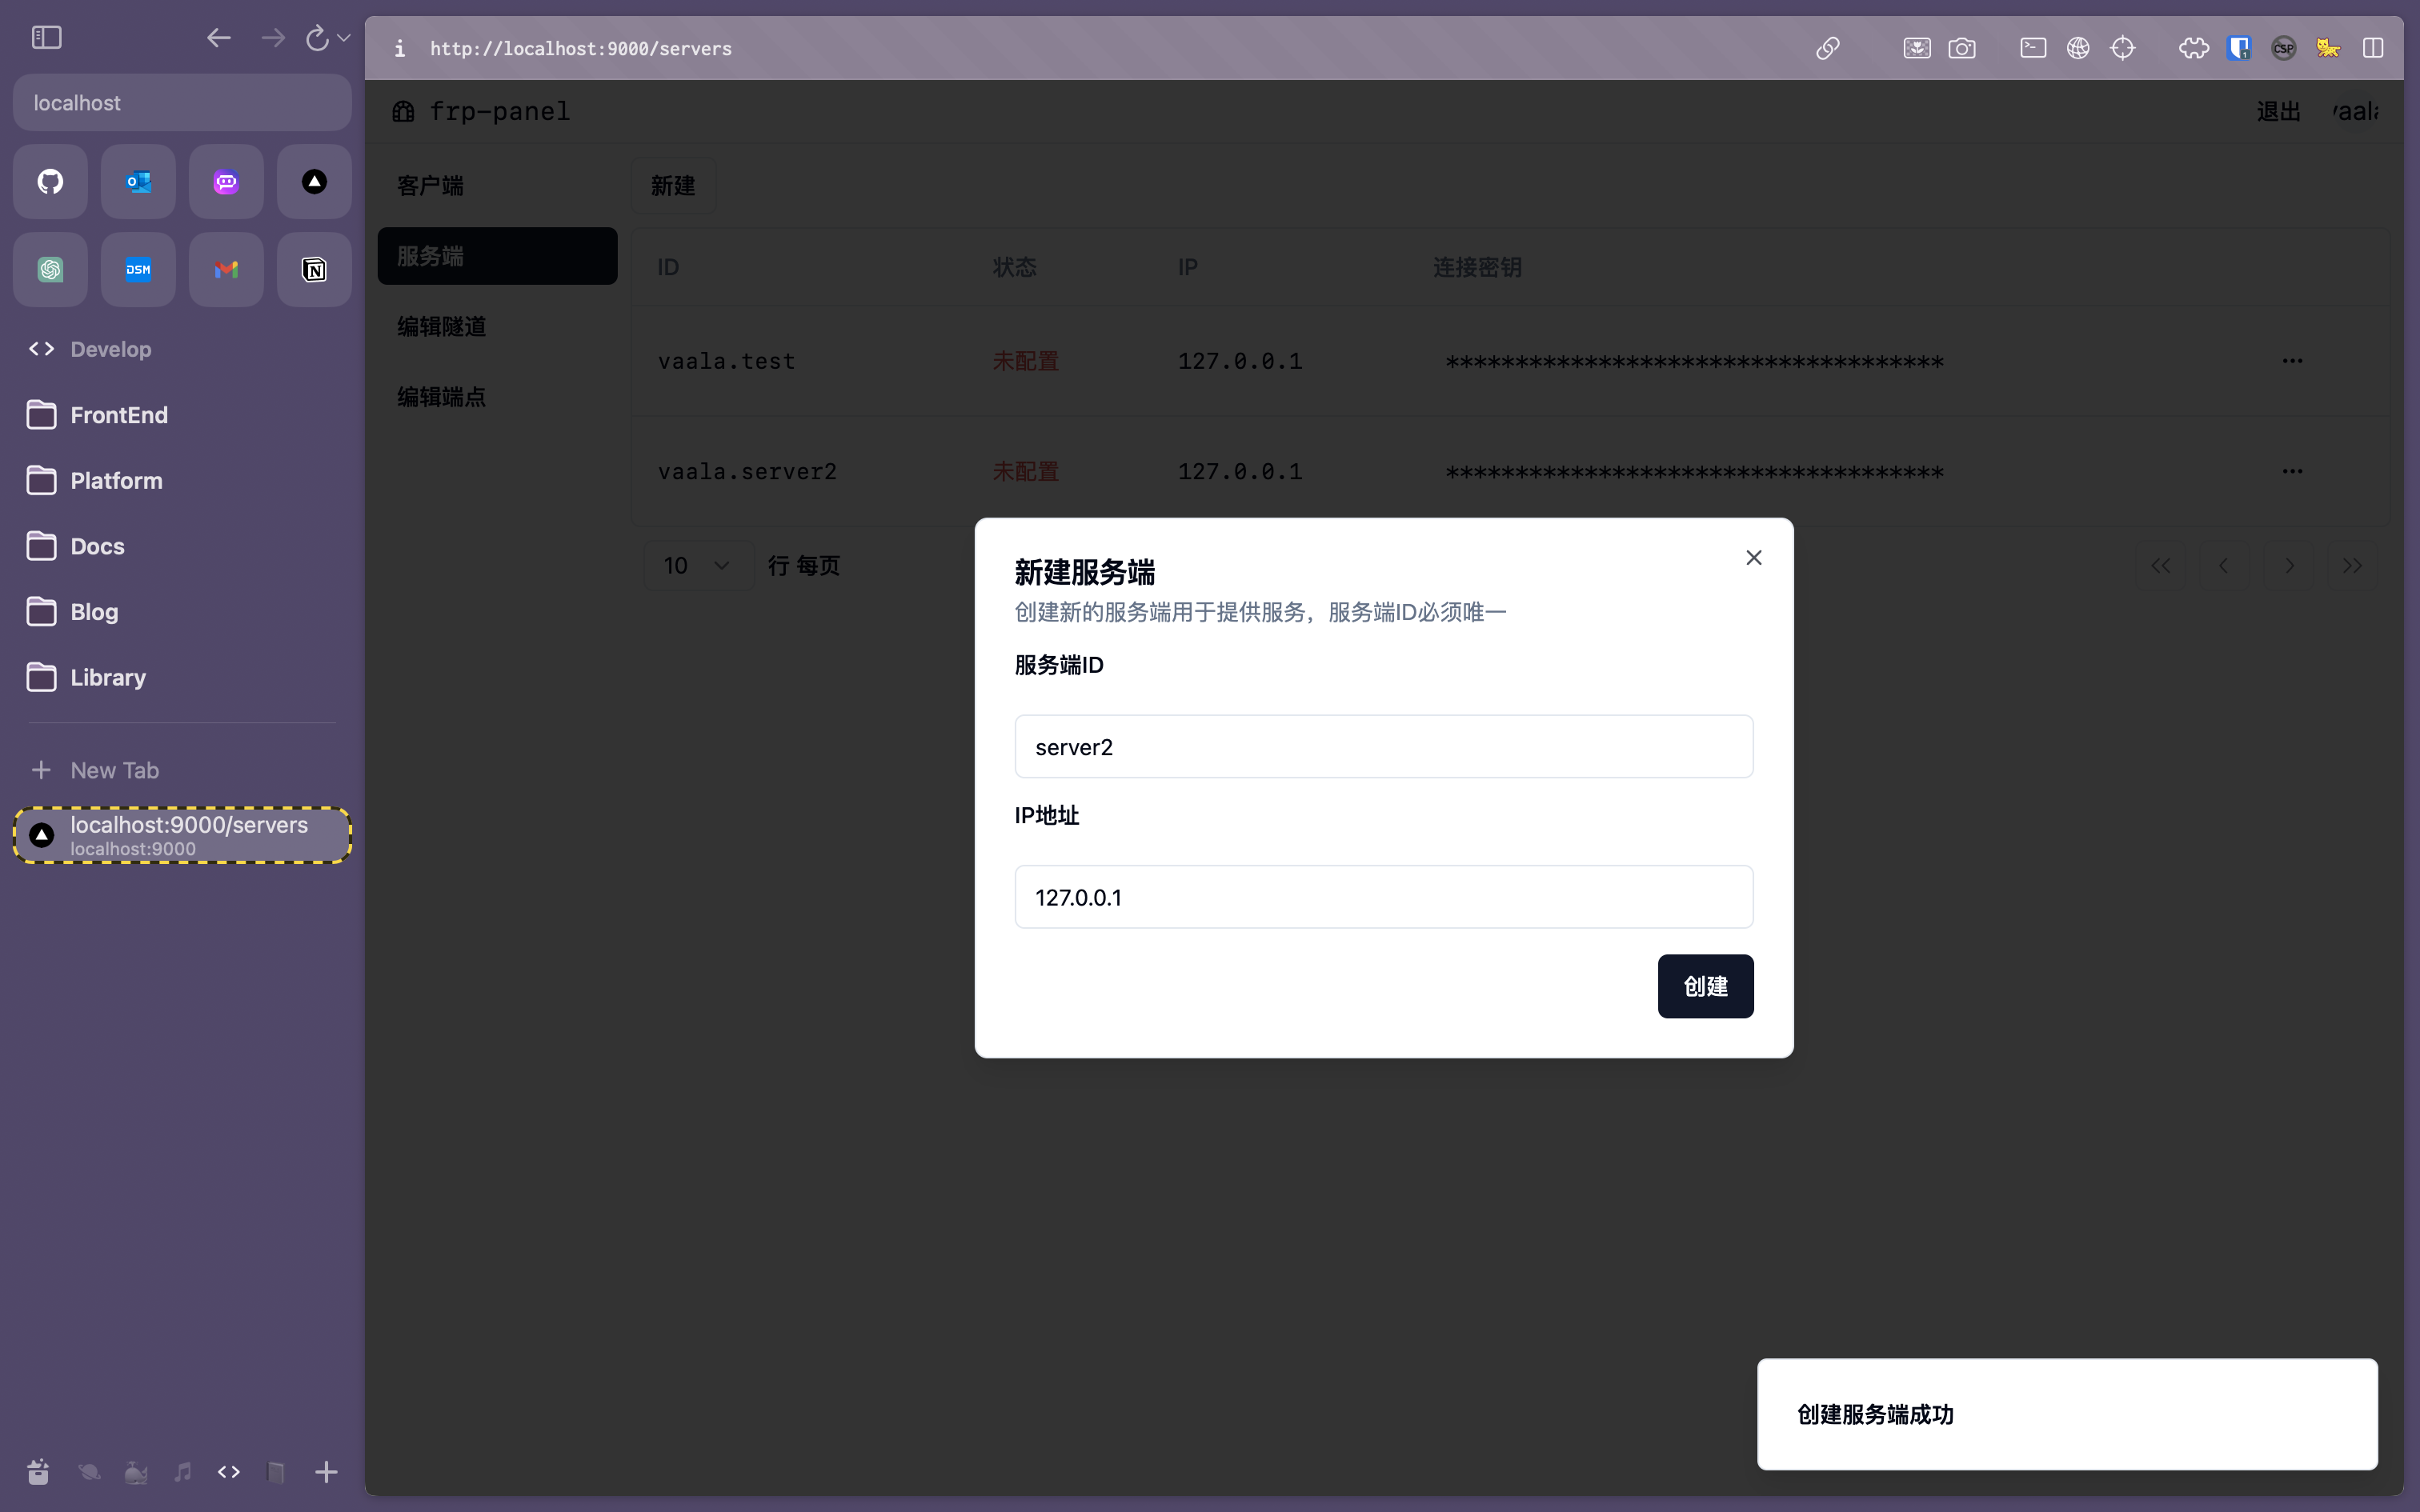 localhost
DSM
Develop
FrontEnd
Platform
Docs
Blog
Library
New Tab
localhost:9000/servers
localhost:9000
http://localhost:9000/servers
CSP
frp-panel
退出
vaala
客户端
服务端
编辑隧道
编辑端点
新建
ID 状态 IP 连接密钥
vaala.test 未配置 127.0.0.1 ************************************
vaala.server2 未配置 127.0.0.1 ************************************
10 行 每页
新建服务端
创建新的服务端用于提供服务，服务端ID必须唯一
服务端ID
server2
IP地址
127.0.0.1
创建
创建服务端成功